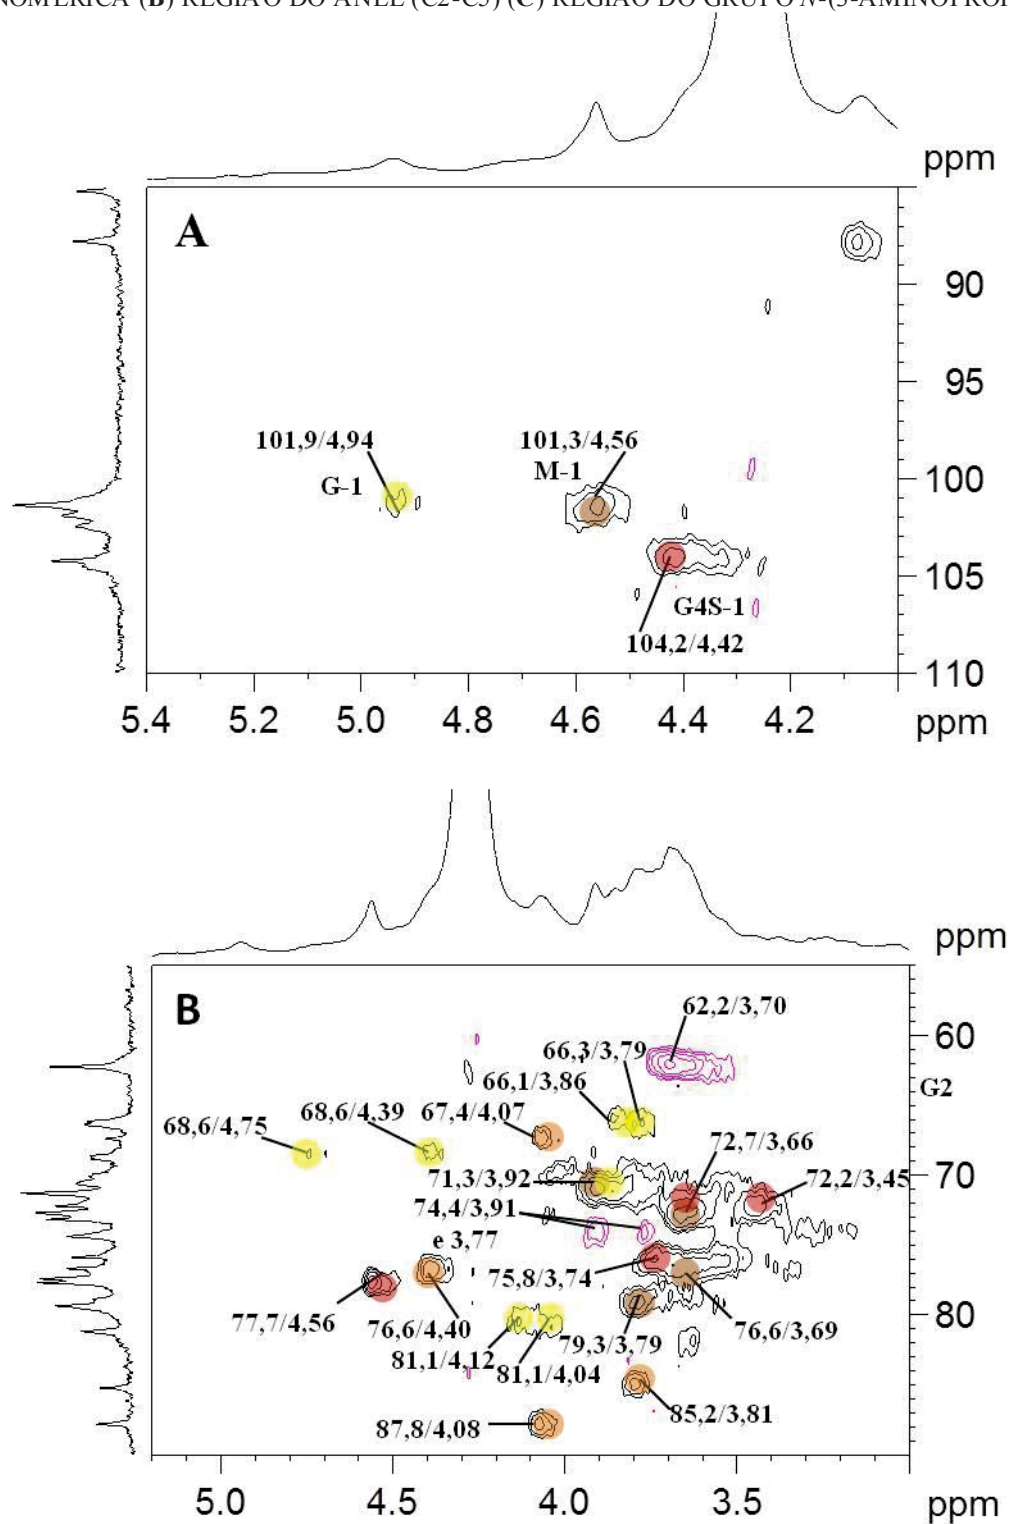 NOMÉRICA (B) REGIÃO DO ANEL (C2-C5) (C) REGIÃO DO GRUPO N-(3-AMINOPROP
ppm
A
90
95
101,9/4,94
101,3/4,56
M-1
G-1
100
105
G4S-1
104,2/4,42
110
5.4 5.2 5.0 4.8 4.6 4.4 4.2 ppm
ppm
B
62,2/3,70
60
66,3/3,79
66,1/3,86
G2
68,6/4,75
68,6/4,39
67,4/4,07
72,7/3,66
70
71,3/3,92
72,2/3,45
74,4/3,91
e 3,77
75,8/3,74
77,7/4,56
76,6/4,40
79,3/3,79
76,6/3,69
80
81,1/4,12
81,1/4,04
85,2/3,81
87,8/4,08
5.0 4.5 4.0 3.5 ppm